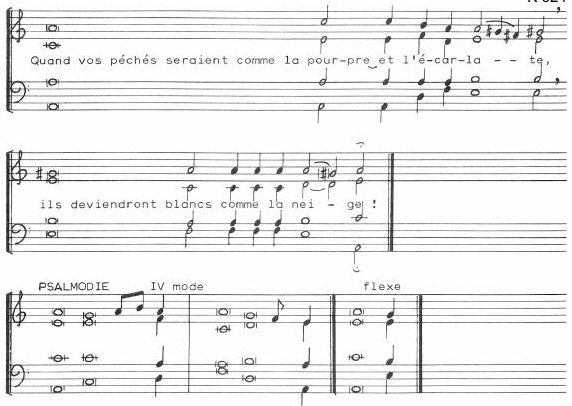 Quand vos péchés seraient comme la pour-pre et l'é-car-la - - te,
ils deviendront blancs comme la nei - ge !
PSALMODIE IV mode flexe